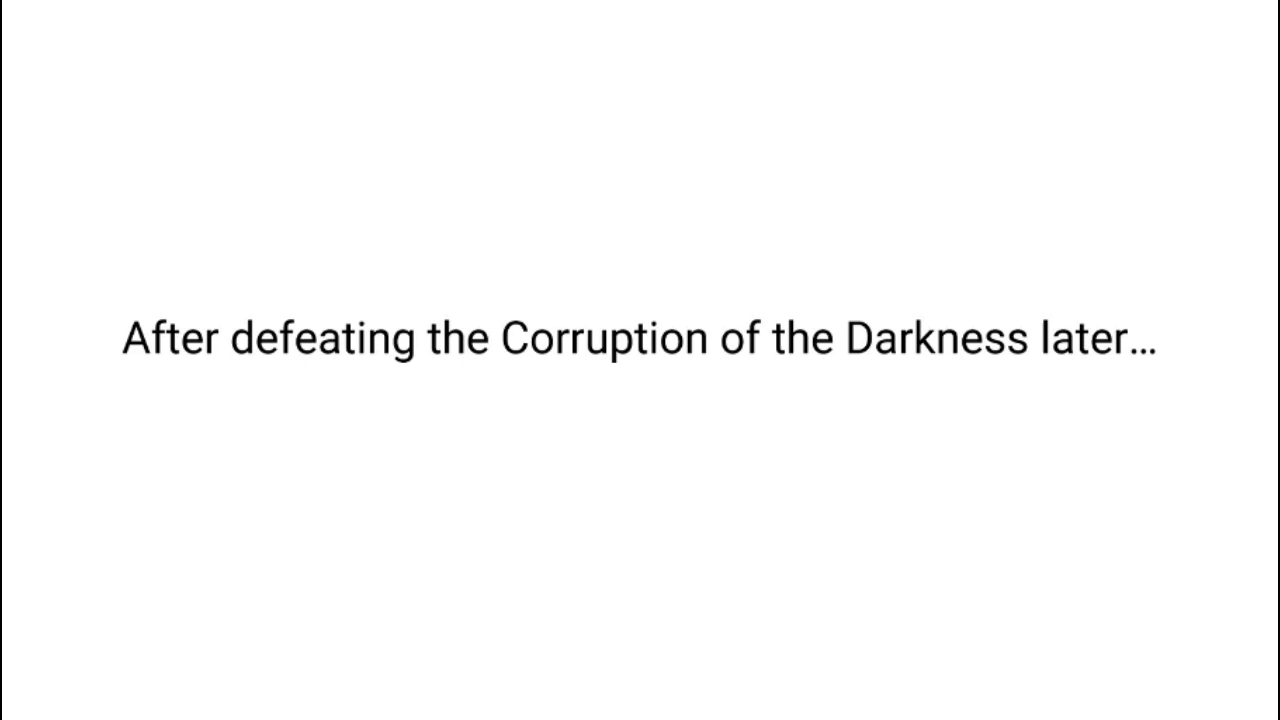 After defeating the Corruption of the Darkness later...